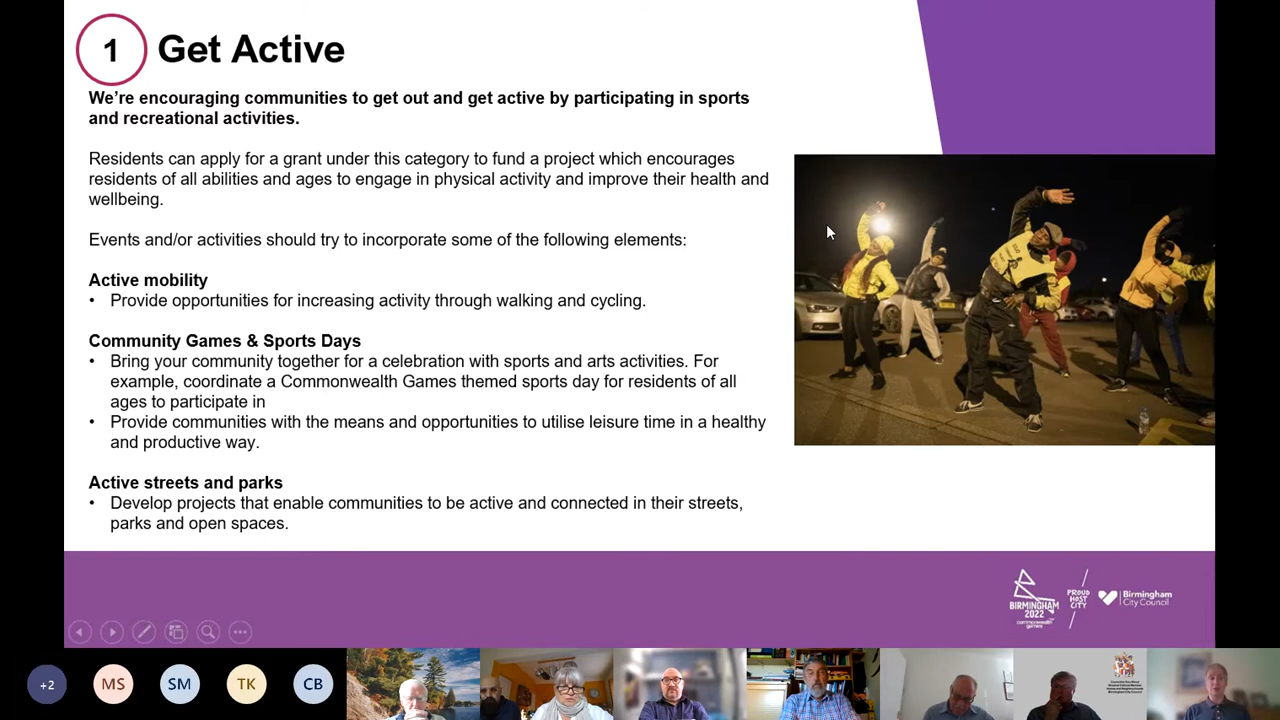 1
Get Active
We're encouraging communities to get out and get active by participating in sports
and recreational activities.
Residents can apply for a grant under this category to fund a project which encourages
residents of all abilities and ages to engage in physical activity and improve their health and
wellbeing.
Events and/or activities should try to incorporate some of the following elements:
Active mobility
• Provide opportunities for increasing activity through walking and cycling.
Community Games & Sports Days
• Bring your community together for a celebration with sports and arts activities. For
example, coordinate a Commonwealth Games themed sports day for residents of all
ages to participate in
• Provide communities with the means and opportunities to utilise leisure time in a healthy
and productive way.
Active streets and parks
• Develop projects that enable communities to be active and connected in their streets,
parks and open spaces.
BIRMINGHAM
2022
commonwealth
games
PROUD
HOST
CITY
Birmingham
City Council
+2
MS
SM
TK
CB